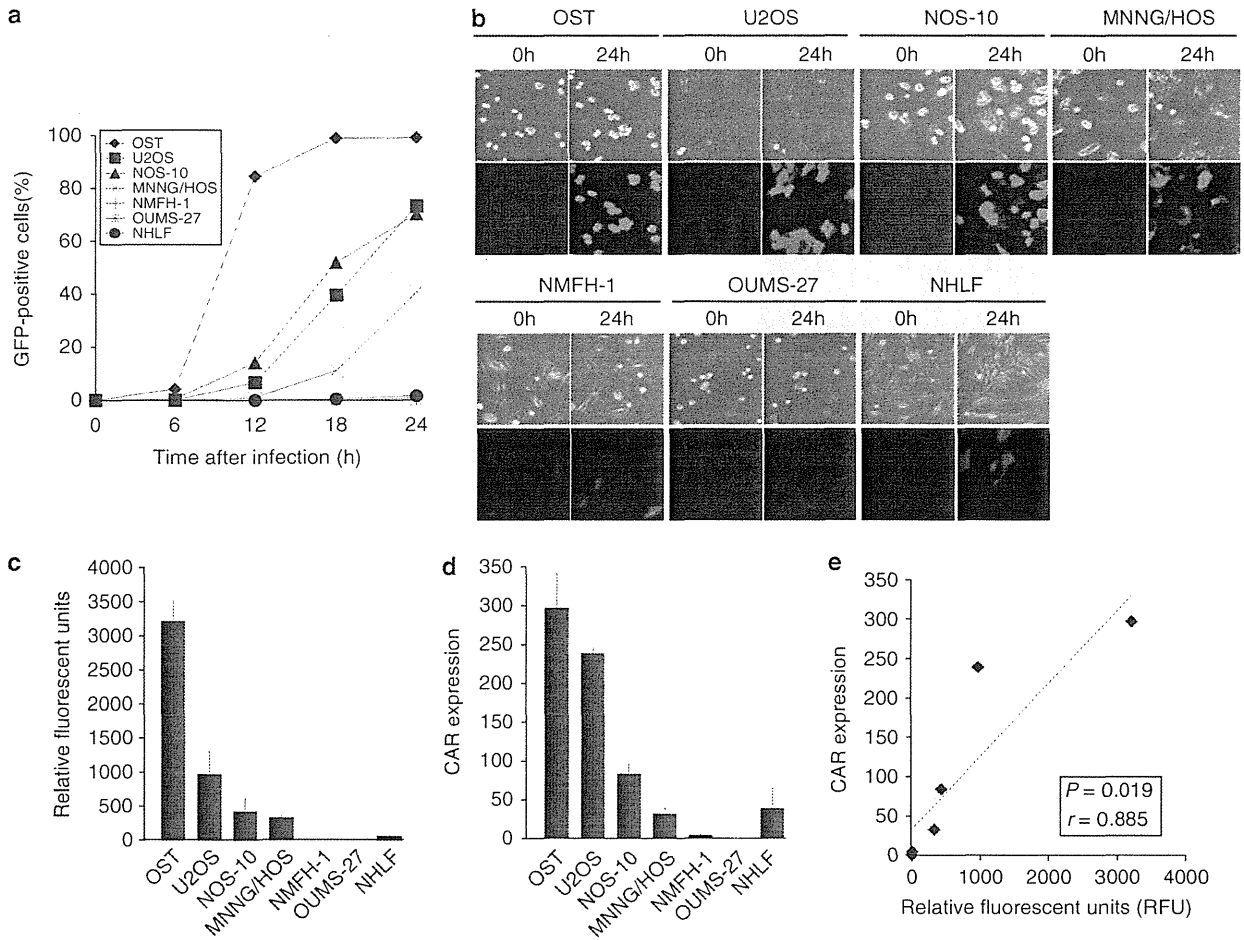 a
100
80
60
40
20
0
GFP-positive cells(%)
OST
U2OS
NOS-10
MNNG/HOS
NMFH-1
OUMS-27
NHLF
0 6 12 18 24
Time after infection (h)
b
OST U2OS NOS-10 MNNG/HOS
0h 24h 0h 24h 0h 24h 0h 24h
NMFH-1 OUMS-27 NHLF
0h 24h 0h 24h 0h 24h
c
Relative fluorescent units
4000
3500
3000
2500
2000
1500
1000
500
0
OST U2OS NOS-10 MNNG/HOS NMFH-1 OUMS-27 NHLF
d
CAR expression
350
300
250
200
150
100
50
0
OST U2OS NOS-10 MNNG/HOS NMFH-1 OUMS-27 NHLF
e
CAR expression
350
300
250
200
150
100
50
0
P = 0.019
r = 0.885
0 1000 2000 3000 4000
Relative fluorescent units (RFU)